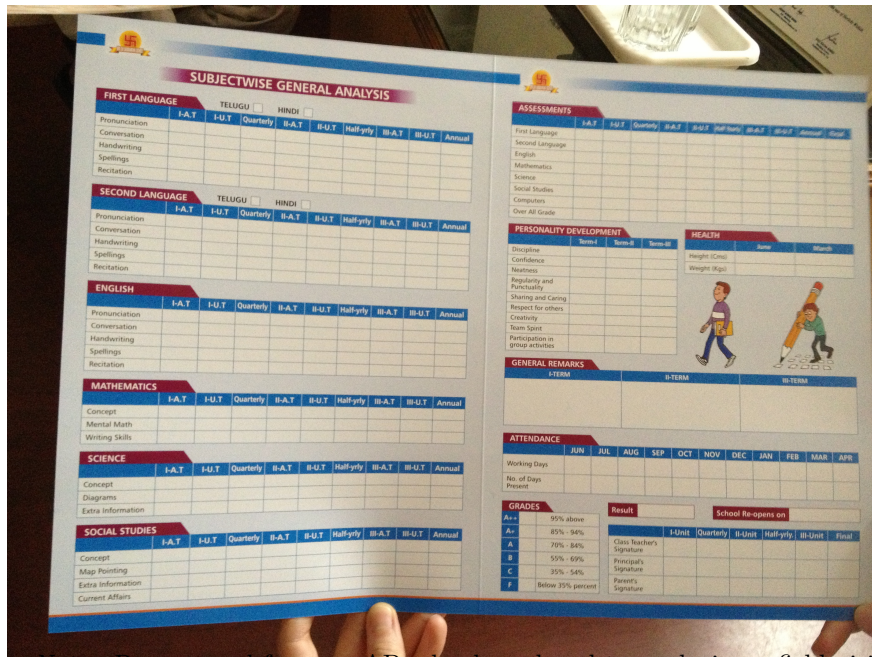 SUBJECTWISE GENERAL ANALYSIS
FIRST LANGUAGE TELUGU HINDI
I-A.T I-U.T Quarterly II-A.T II-U.T Half-yrly III-A.T III-U.T Annual
Pronunciation
Conversation
Handwriting
Spellings
Recitation
SECOND LANGUAGE TELUGU HINDI
I-A.T I-U.T Quarterly II-A.T II-U.T Half-yrly III-A.T III-U.T Annual
Pronunciation
Conversation
Handwriting
Spellings
Recitation
ENGLISH
I-A.T I-U.T Quarterly II-A.T II-U.T Half-yrly III-A.T III-U.T Annual
Pronunciation
Conversation
Handwriting
Spellings
Recitation
MATHEMATICS
I-A.T I-U.T Quarterly II-A.T II-U.T Half-yrly III-A.T III-U.T Annual
Concept
Mental Math
Writing Skills
SCIENCE
I-A.T I-U.T Quarterly II-A.T II-U.T Half-yrly III-A.T III-U.T Annual
Concept
Diagrams
Extra Information
SOCIAL STUDIES
I-A.T I-U.T Quarterly II-A.T II-U.T Half-yrly III-A.T III-U.T Annual
Concept
Map Pointing
Extra Information
Current Affairs
ASSESSMENTS
I-A.T I-U.T Quarterly II-A.T II-U.T Half-Yearly III-A.T III-U.T Annual Final
First Language
Second Language
English
Mathematics
Science
Social Studies
Computers
Over All Grade
PERSONALITY DEVELOPMENT
Term-I Term-II Term-III
Discipline
Confidence
Neatness
Regularity and
Punctuality
Sharing and Caring
Respect for others
Creativity
Team Spirit
Participation in
group activities
HEALTH
June March
Height (Cms)
Weight (Kgs)
GENERAL REMARKS
I-TERM II-TERM III-TERM
ATTENDANCE
JUN JUL AUG SEP OCT NOV DEC JAN FEB MAR APR
Working Days
No. of Days
Present
GRADES
A++ 95% above
A+ 85% - 94%
A 70% - 84%
B 55% - 69%
C 35% - 54%
F Below 35% percent
Result School Re-opens on
I-Unit Quarterly II-Unit Half-yrly. III-Unit Final
Class Teacher's
Signature
Principal's
Signature
Parent's
Signature